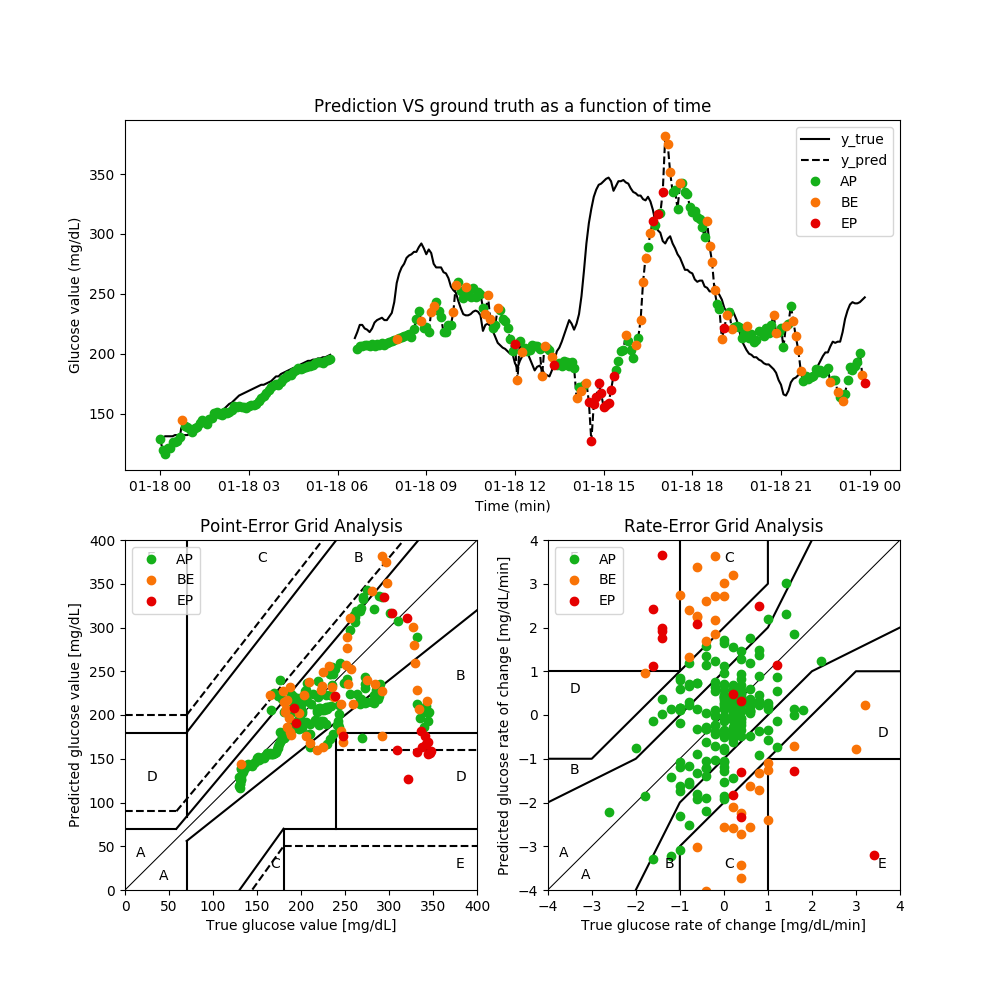 Prediction VS ground truth as a function of time
Glucose value (mg/dL)
350
300
250
200
150
y_true
y_pred
AP
BE
EP
01-18 00 01-18 03 01-18 06 01-18 09 01-18 12 01-18 15 01-18 18 01-18 21 01-19 00
Time (min)
Point-Error Grid Analysis
Predicted glucose value [mg/dL]
400
350
300
250
200
150
100
50
0
AP
BE
EP
C
B
B
D
D
A
A
C
E
0 50 100 150 200 250 300 350 400
True glucose value [mg/dL]
Rate-Error Grid Analysis
Predicted glucose rate of change [mg/dL/min]
4
3
2
1
0
−1
−2
−3
−4
AP
BE
EP
C
D
D
B
A
A
B
C
E
−4 −3 −2 −1 0 1 2 3 4
True glucose rate of change [mg/dL/min]